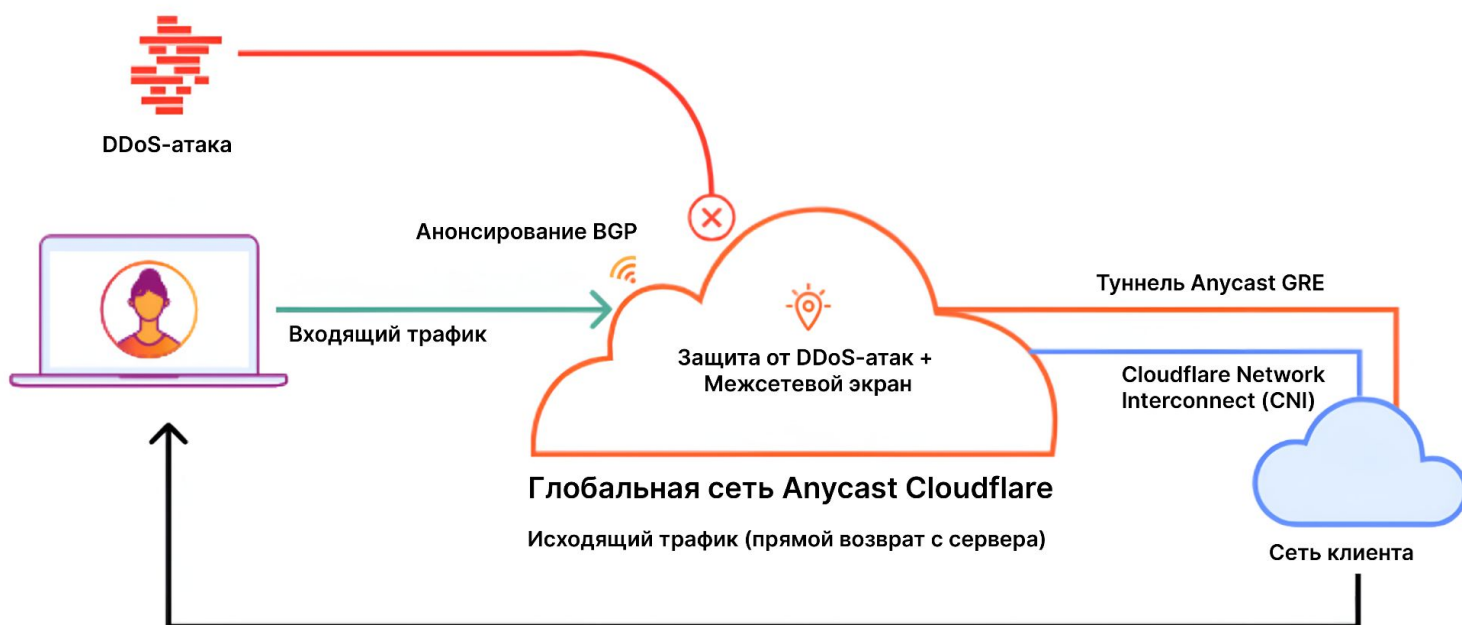 DDoS-атака
Анонсирование BGP
Входящий трафик
Защита от DDoS-атак +
Межсетевой экран
Туннель Anycast GRE
Cloudflare Network
Interconnect (CNI)
Глобальная сеть Anycast Cloudflare
Исходящий трафик (прямой возврат с сервера)
Сеть клиента